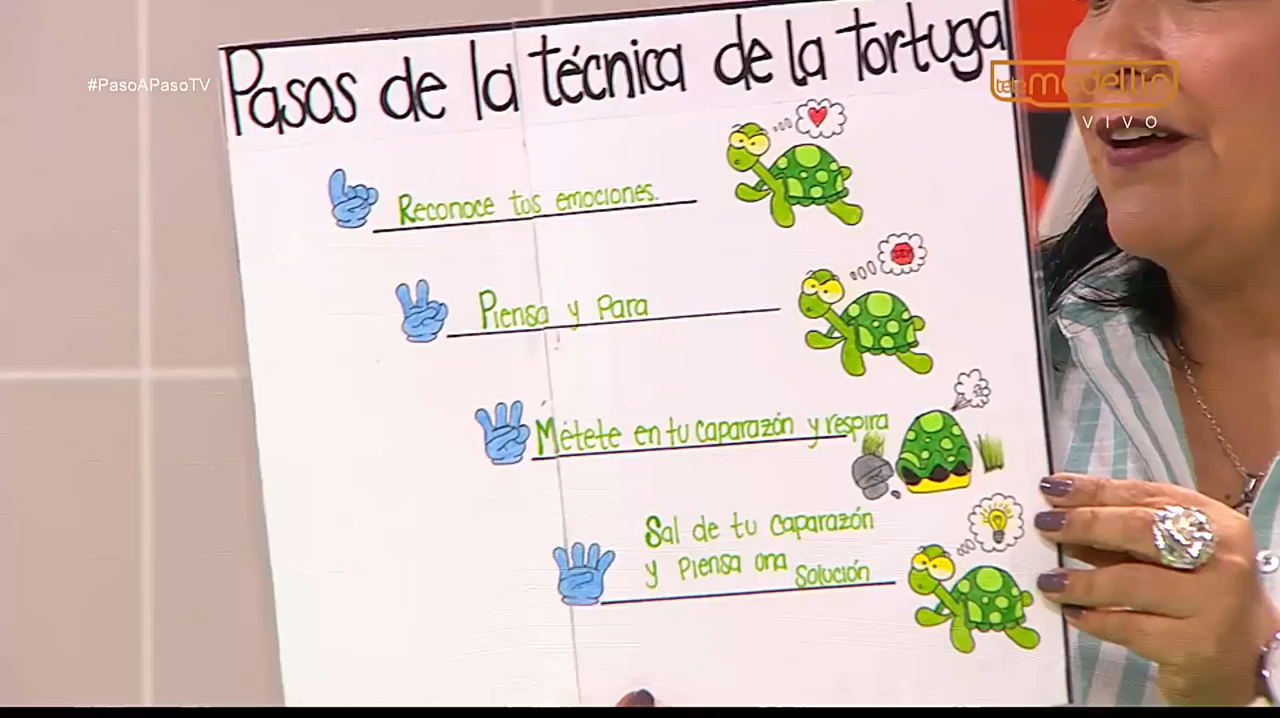 Pasos de la técnica de la Tortuga
#PasoAPasoTV
telemedellín
VIVO
Reconoce tus emociones.
Piensa y Para
Métete en tu caparazón y respira
Sal de tu caparazón
y piensa una solución